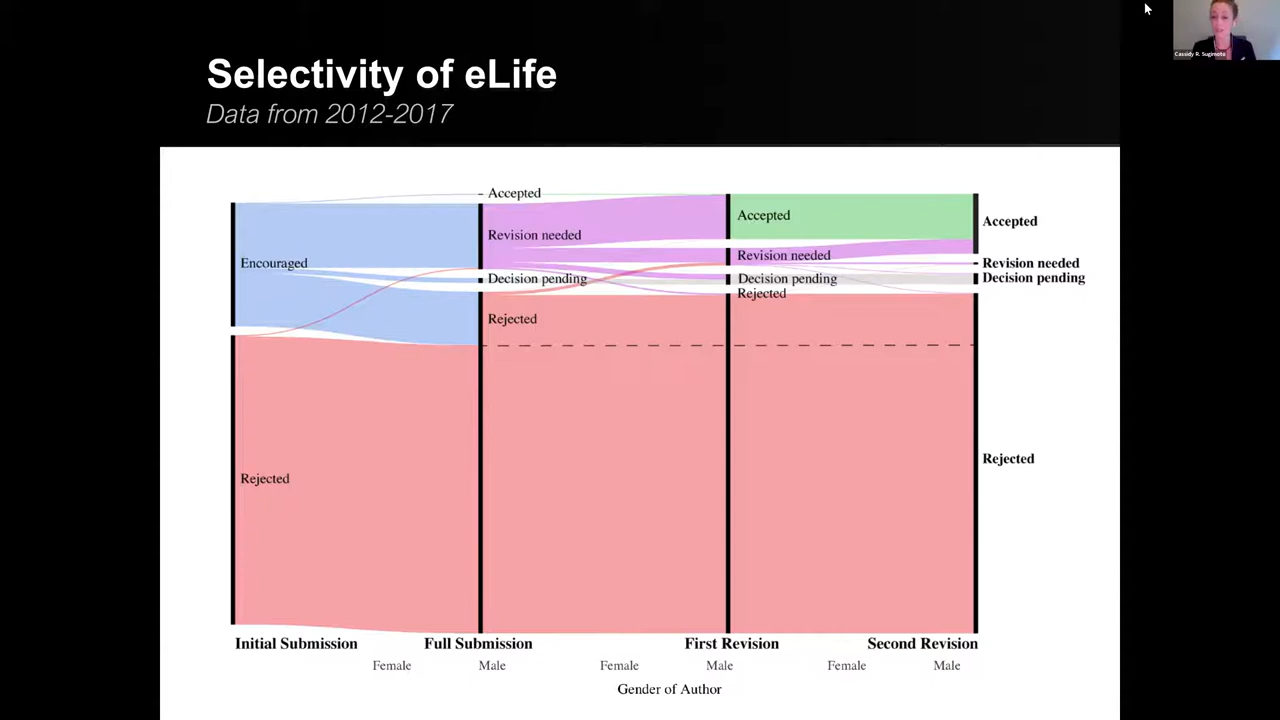 Cassidy R. Sugimoto
Selectivity of eLife
Data from 2012-2017
Accepted
Encouraged
Revision needed
Decision pending
Rejected
Rejected
Accepted
Revision needed
Decision pending
Rejected
Accepted
Revision needed
Decision pending
Rejected
Initial Submission
Full Submission
First Revision
Second Revision
Female
Male
Female
Male
Female
Male
Gender of Author